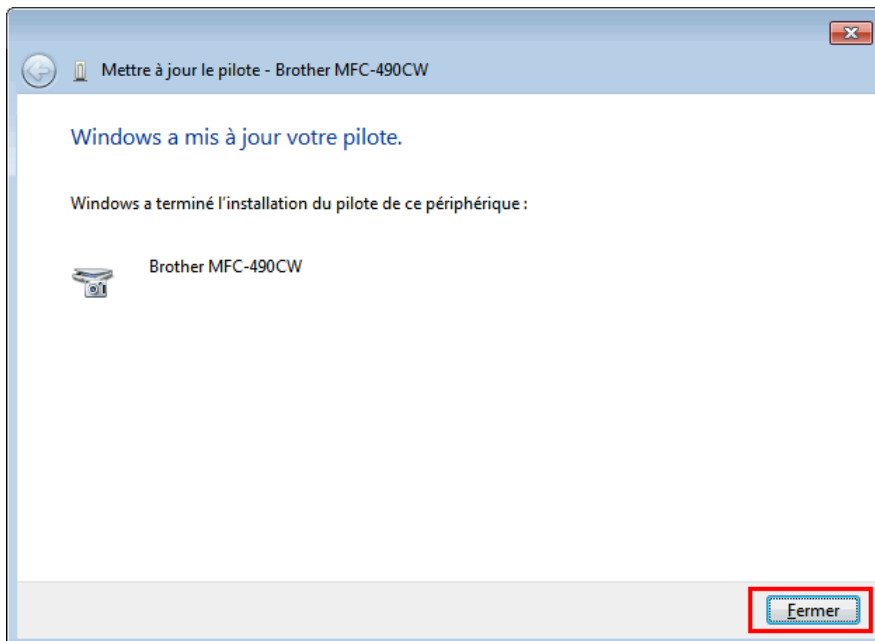 Mettre à jour le pilote - Brother MFC-490CW
Windows a mis à jour votre pilote.
Windows a terminé l'installation du pilote de ce périphérique :
Brother MFC-490CW
Fermer